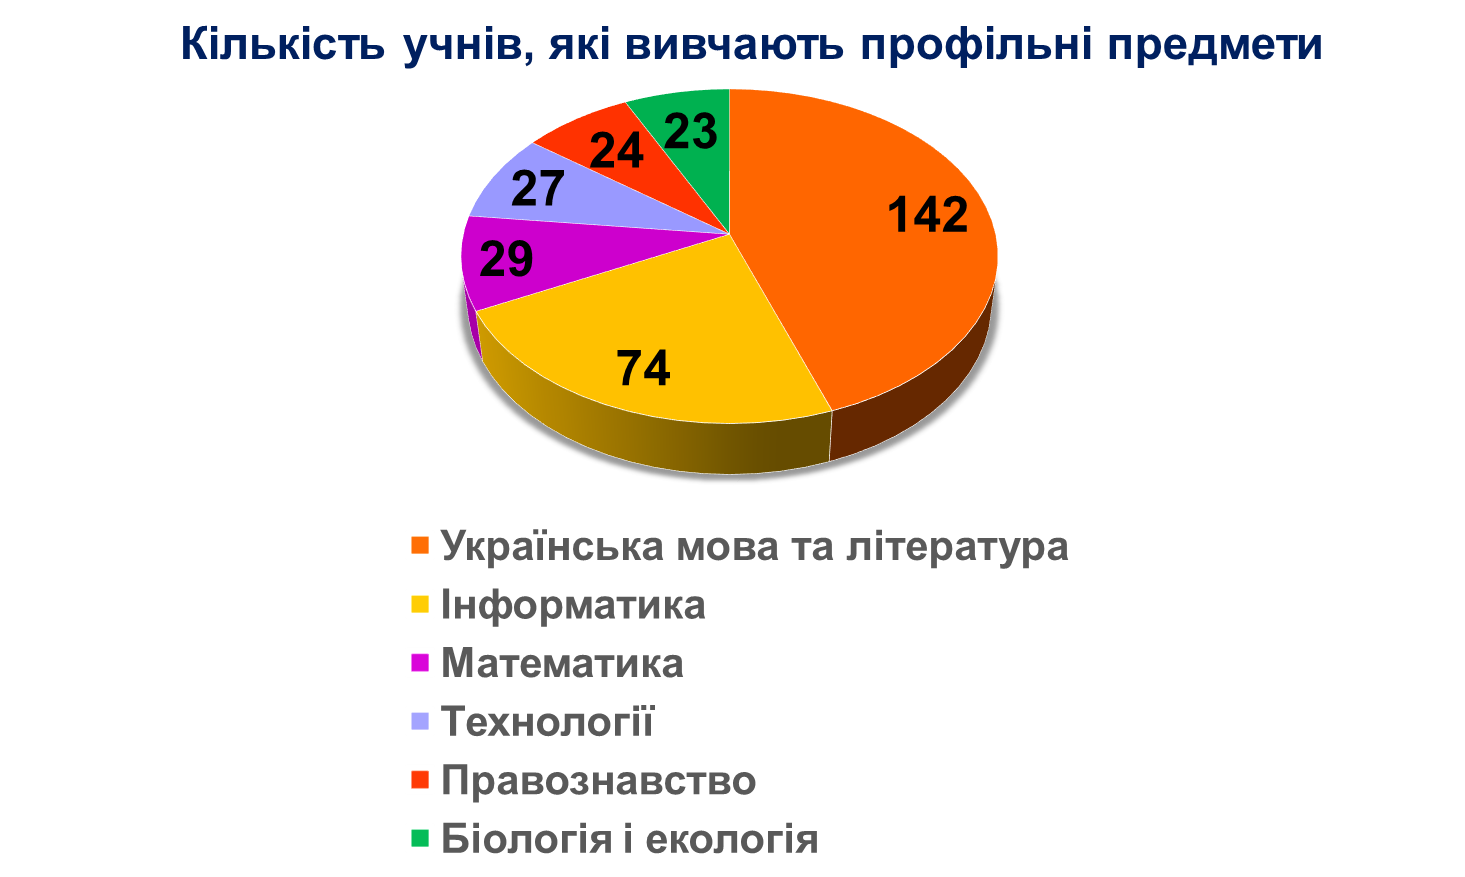 Кількість учнів, які вивчають профільні предмети
23
24
142
27
29
74
Українська мова та література
Інформатика
Математика
Технології
Правознавство
Біологія і екологія